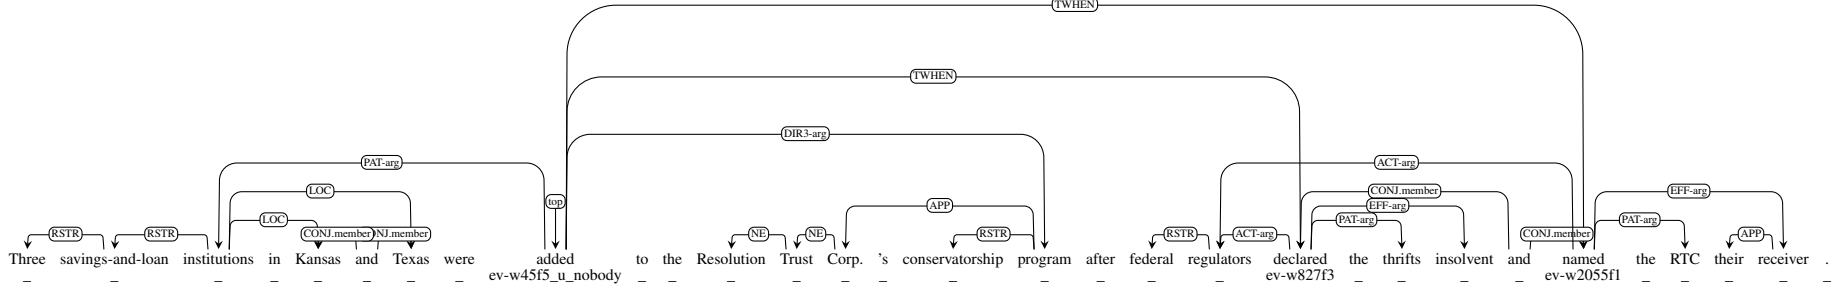 TWHEN
TWHEN
DIR3-arg
PAT-arg ACT-arg
LOC CONJ.member EFF-arg
top
APP EFF-arg
LOC PAT-arg PAT-arg
RSTR RSTR CONJ.member NJ.member NE NE RSTR RSTR ACT-arg CONJ.member APP
Three savings-and-loan institutions in Kansas and Texas were added to the Resolution Trust Corp. 's conservatorship program after federal regulators declared the thrifts insolvent and named the RTC their receiver .
ev-w45f5_u_nobody ev-w827f3 ev-w2055f1
_ _ _ _ _ _ _ _ _ _ _ _ _ _ _ _ _ _ _ _ _ _ _ _ _ _ _ _